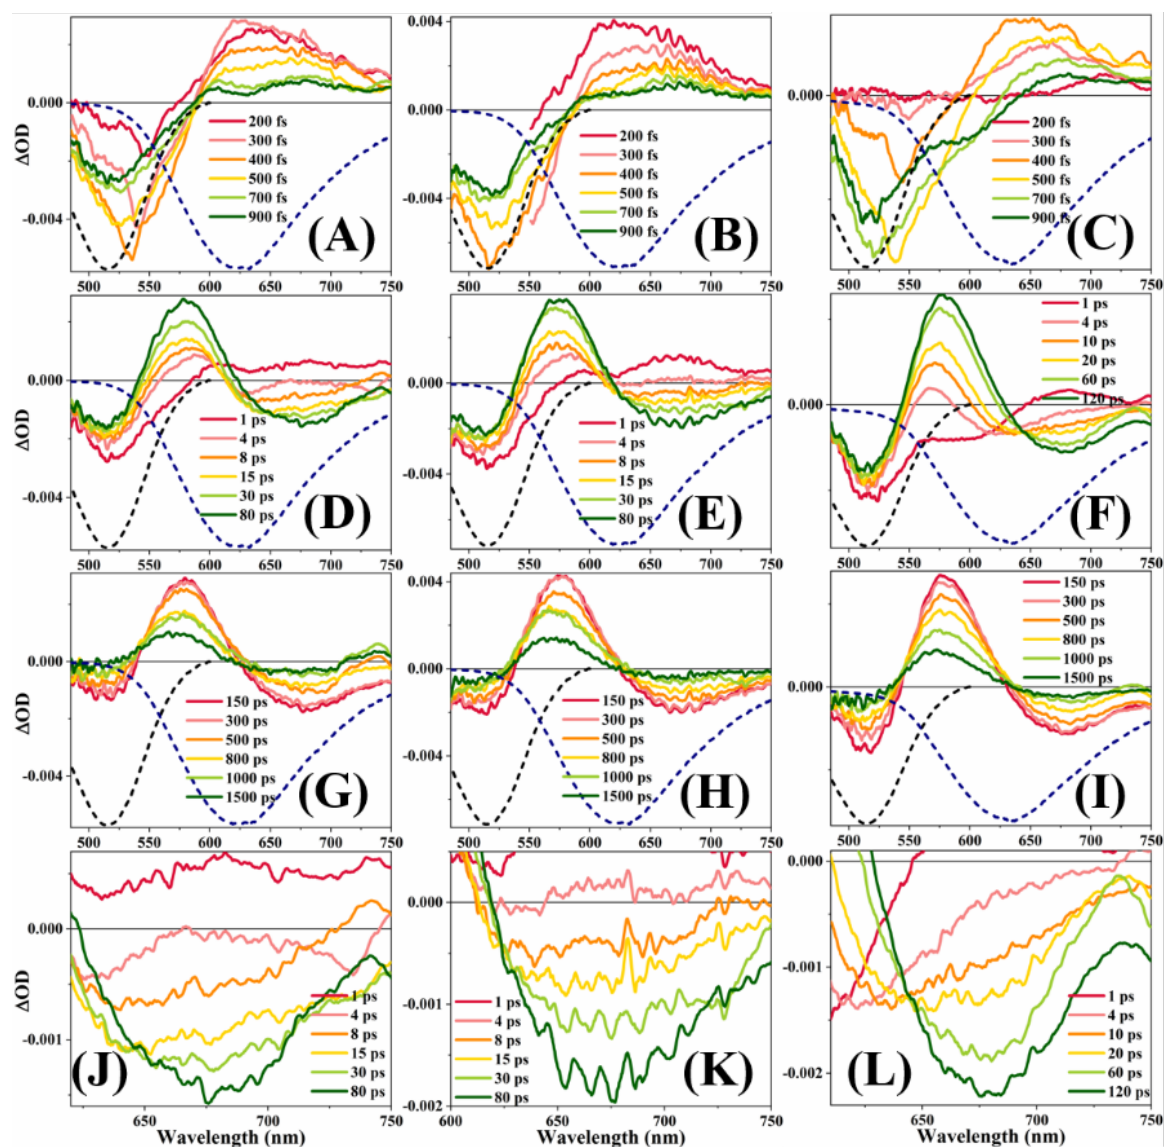 0.000
-0.004
ΔOD
200 fs
300 fs
400 fs
500 fs
700 fs
900 fs
(A)
500 550 600 650 700 750
0.004
0.000
-0.004
200 fs
300 fs
400 fs
500 fs
700 fs
900 fs
(B)
500 550 600 650 700 750
0.000
200 fs
300 fs
400 fs
500 fs
700 fs
900 fs
(C)
500 550 600 650 700 750
0.000
-0.004
ΔOD
1 ps
4 ps
8 ps
15 ps
30 ps
80 ps
(D)
500 550 600 650 700 750
0.000
-0.004
1 ps
4 ps
8 ps
15 ps
30 ps
80 ps
(E)
500 550 600 650 700 750
0.000
1 ps
4 ps
10 ps
20 ps
60 ps
120 ps
(F)
500 550 600 650 700 750
0.000
-0.004
ΔOD
150 ps
300 ps
500 ps
800 ps
1000 ps
1500 ps
(G)
500 550 600 650 700 750
0.004
0.000
-0.004
150 ps
300 ps
500 ps
800 ps
1000 ps
1500 ps
(H)
500 550 600 650 700 750
0.000
150 ps
300 ps
500 ps
800 ps
1000 ps
1500 ps
(I)
500 550 600 650 700 750
0.000
-0.001
ΔOD
1 ps
4 ps
8 ps
15 ps
30 ps
80 ps
(J)
650 700 750
Wavelength (nm)
0.000
-0.001
-0.002
1 ps
4 ps
8 ps
15 ps
30 ps
80 ps
(K)
600 650 700 750
Wavelength (nm)
0.000
-0.001
-0.002
1 ps
4 ps
10 ps
20 ps
60 ps
120 ps
(L)
650 700 750
Wavelength (nm)